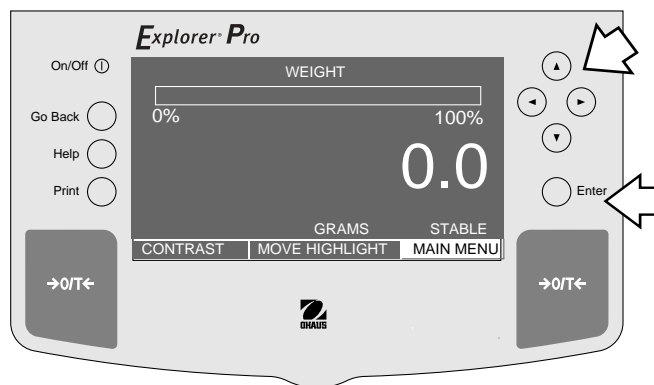 Explorer® Pro
On/Off
WEIGHT
0% 100%
Go Back
Help
Print
0.0
Enter
GRAMS STABLE
CONTRAST MOVE HIGHLIGHT MAIN MENU
→0/T← →0/T←
OHAUS